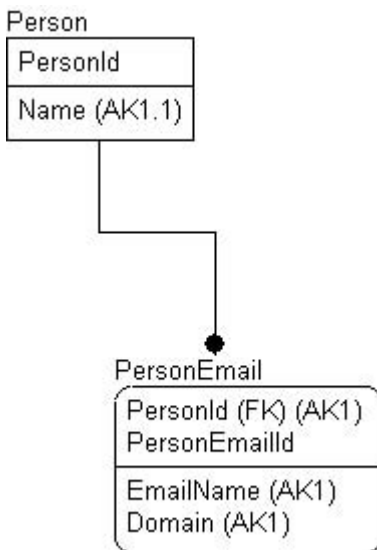 Person
PersonId
Name (AK1.1)
PersonEmail
PersonId (FK) (AK1)
PersonEmailId
EmailName (AK1)
Domain (AK1)